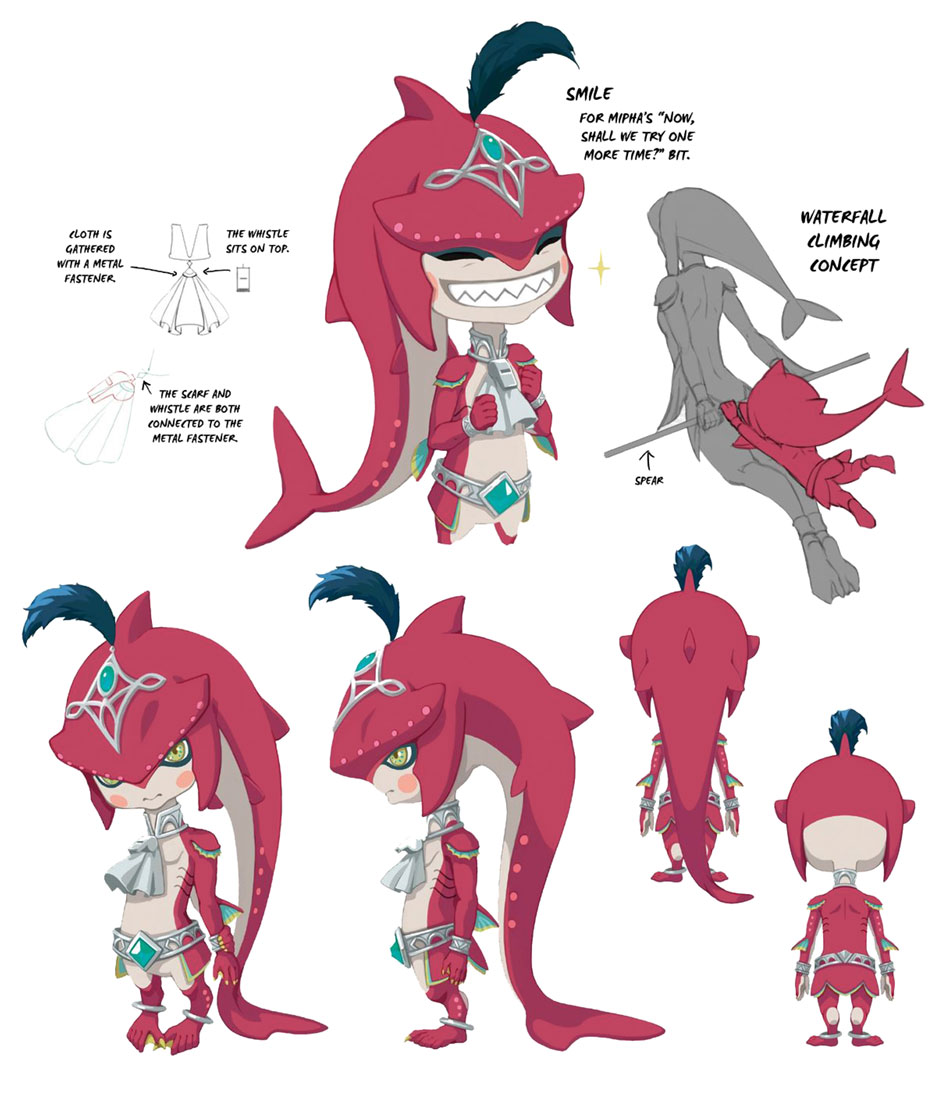 SMILE
FOR MIPHA'S "NOW,
SHALL WE TRY ONE
MORE TIME?" BIT.
CLOTH IS
GATHERED
WITH A METAL
FASTENER.
THE WHISTLE
SITS ON TOP.
THE SCARF AND
WHISTLE ARE BOTH
CONNECTED TO THE
METAL FASTENER.
WATERFALL
CLIMBING
CONCEPT
SPEAR